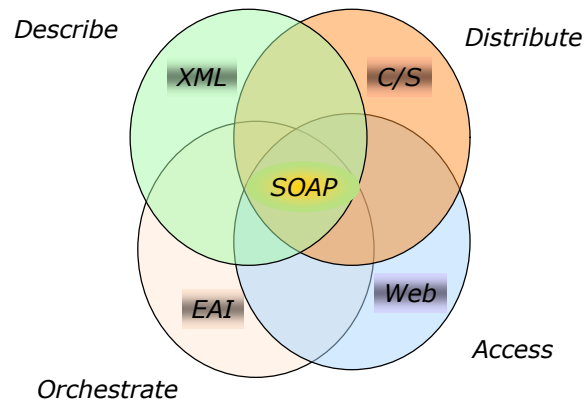 Describe
Distribute
XML
C/S
SOAP
EAI
Web
Access
Orchestrate